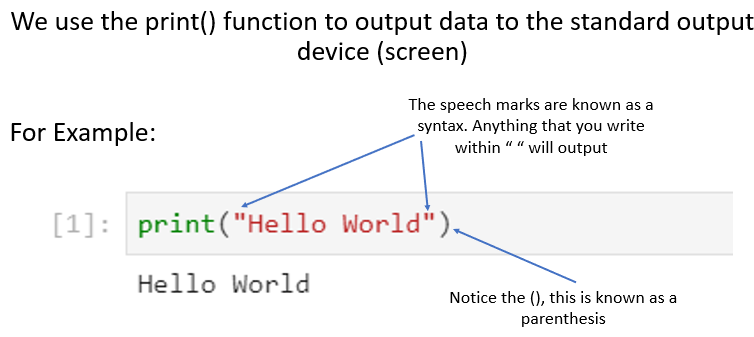 We use the print() function to output data to the standard output
device (screen)
The speech marks are known as a
syntax. Anything that you write
within “ “ will output
For Example:
[1]: print("Hello World")
Hello World
Notice the (), this is known as a
parenthesis